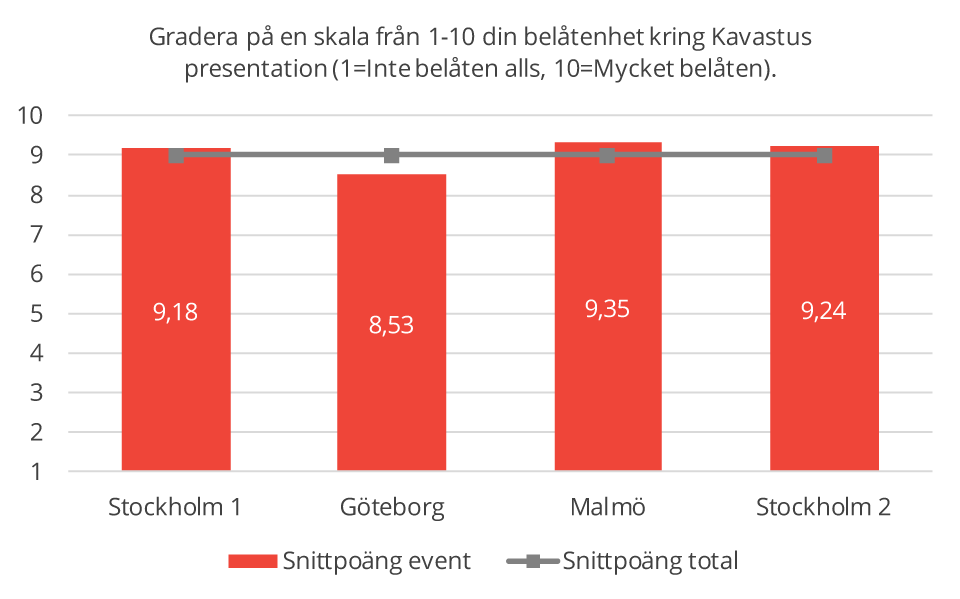 Gradera på en skala från 1-10 din belåtenhet kring Kavastus
presentation (1=Inte belåten alls, 10=Mycket belåten).
10
9
8
7
6
5
4
3
2
1
9,18
8,53
9,35
9,24
Stockholm 1
Göteborg
Malmö
Stockholm 2
Snittpoäng event
Snittpoäng total